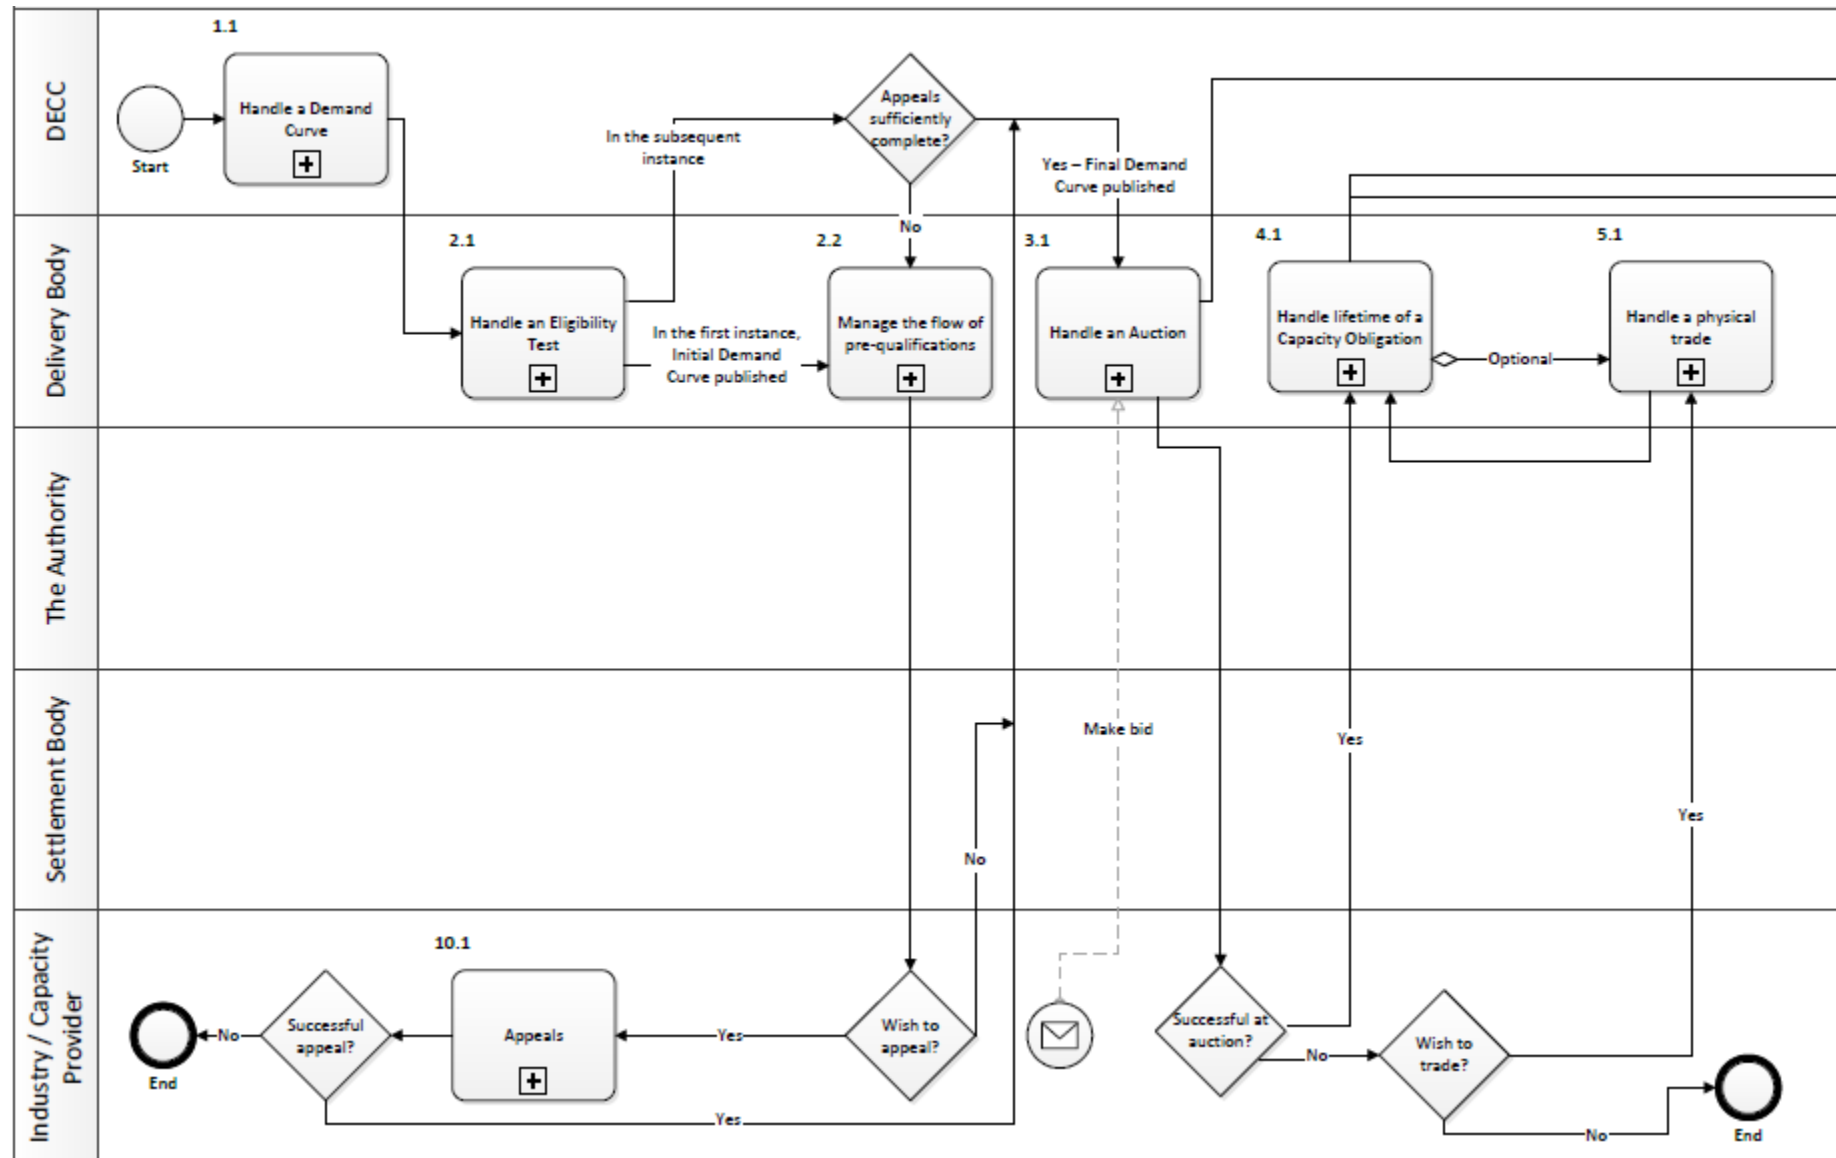 DECC
1.1
Start
Handle a Demand
Curve
In the subsequent
instance
Appeals
sufficiently
complete?
Yes – Final Demand
Curve published
No
Delivery Body
2.1
Handle an Eligibility
Test
In the first instance,
Initial Demand
Curve published
2.2
Manage the flow of
pre-qualifications
3.1
Handle an Auction
4.1
Handle lifetime of a
Capacity Obligation
Optional
5.1
Handle a physical
trade
The Authority
Settlement Body
Make bid
Yes
Yes
No
Industry / Capacity
Provider
10.1
End
No
Successful
appeal?
Appeals
Yes
Wish to
appeal?
Yes
Successful at
auction?
No
Wish to
trade?
No
End